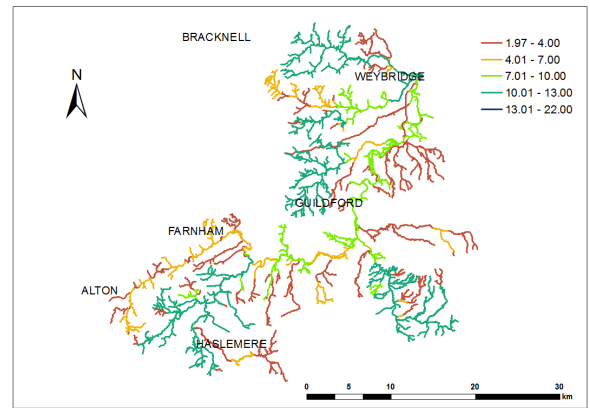 BRACKNELL
WEYBRIDGE
N
GUILDFORD
FARNHAM
ALTON
HASLEMERE
1.97 - 4.00
4.01 - 7.00
7.01 - 10.00
10.01 - 13.00
13.01 - 22.00
0 5 10 20 30
km